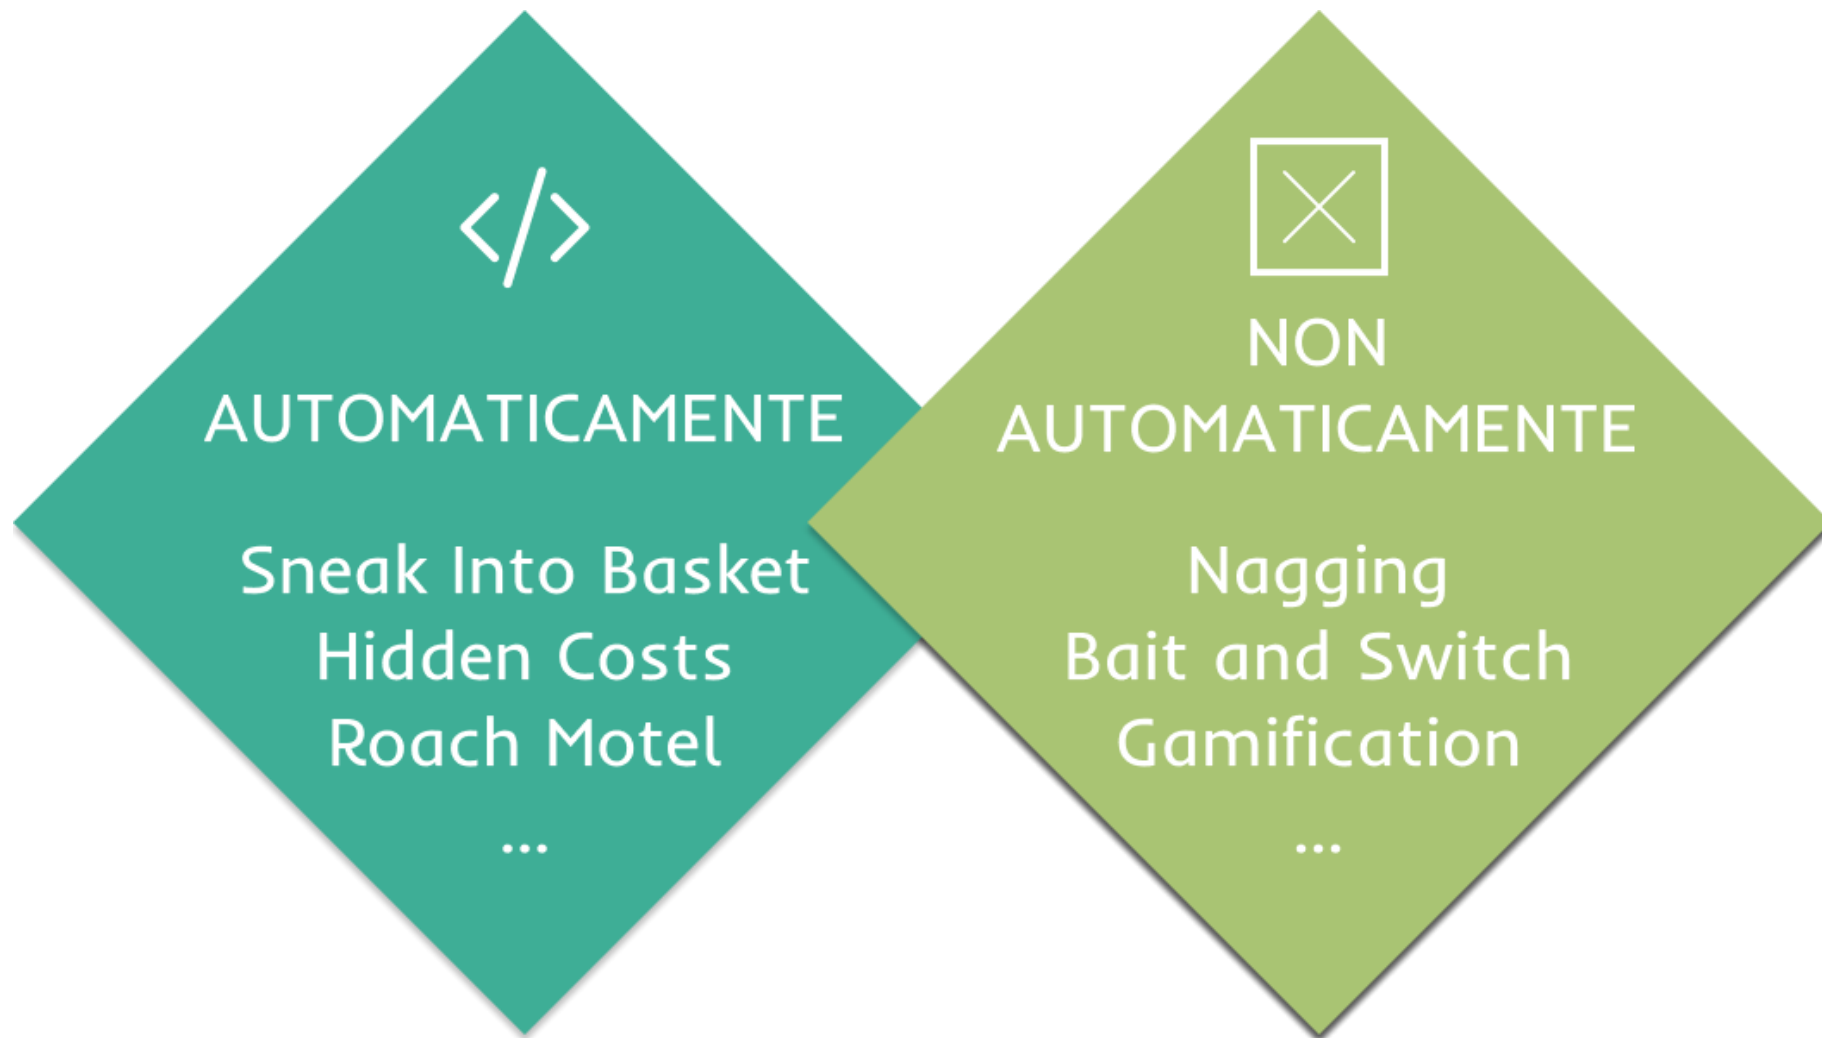 AUTOMATICAMENTE
Sneak Into Basket
Hidden Costs
Roach Motel
...
NON
AUTOMATICAMENTE
Nagging
Bait and Switch
Gamification
...